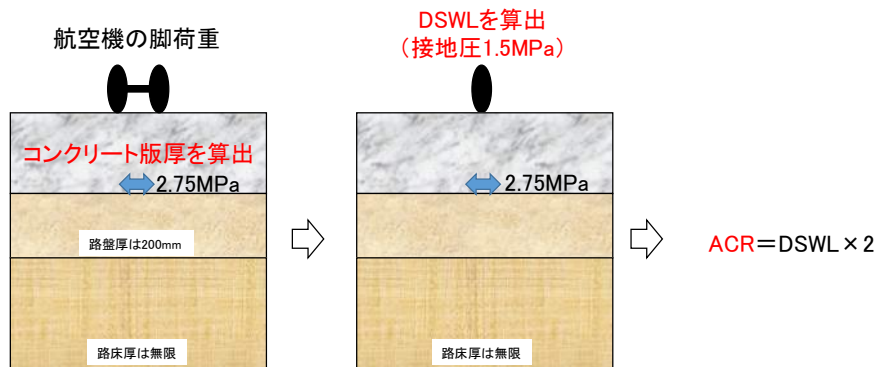 航空機の脚荷重
コンクリート版厚を算出
2.75MPa
路盤厚は200mm
路床厚は無限
DSWLを算出
（接地圧1.5MPa）
2.75MPa
路床厚は無限
ACR＝DSWL×2